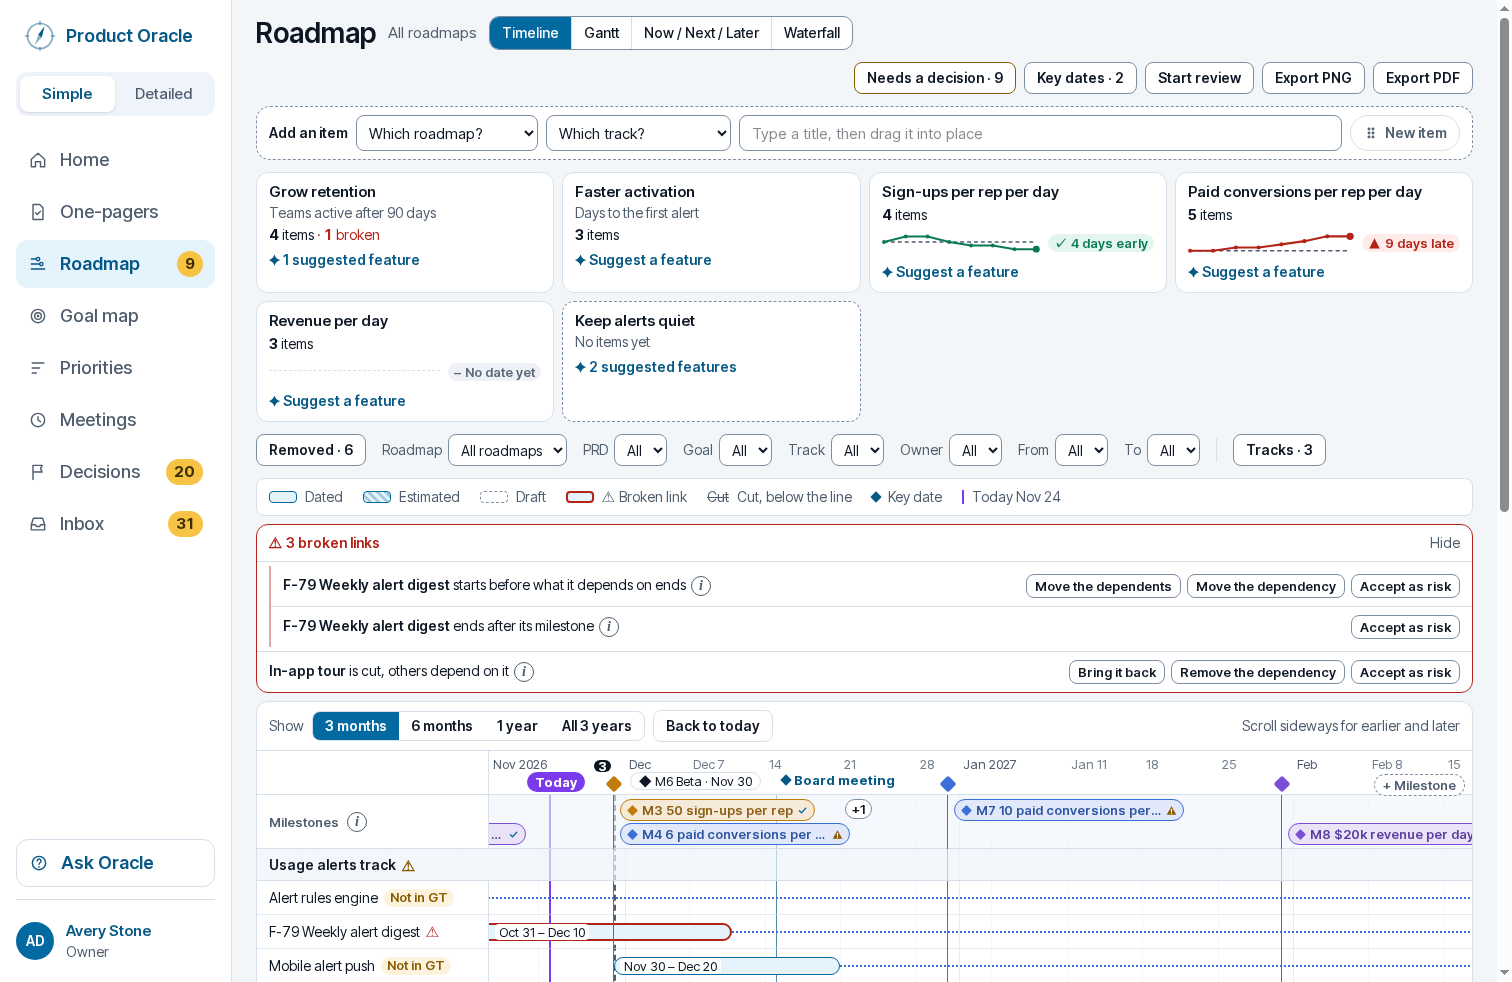 Product Oracle
Simple
Detailed
Home
One-pagers
Roadmap
9
Goal map
Priorities
Meetings
Decisions
20
Inbox
31
Ask Oracle
AD
Avery Stone
Owner
Roadmap
All roadmaps
Timeline
Gantt
Now / Next / Later
Waterfall
Needs a decision · 9
Key dates · 2
Start review
Export PNG
Export PDF
Add an item
Which roadmap?
Which track?
Type a title, then drag it into place
New item
Grow retention
Teams active after 90 days
4 items · 1 broken
1 suggested feature
Faster activation
Days to the first alert
3 items
Suggest a feature
Sign-ups per rep per day
4 items
✓ 4 days early
Suggest a feature
Paid conversions per rep per day
5 items
▲ 9 days late
Suggest a feature
Revenue per day
3 items
– No date yet
Suggest a feature
Keep alerts quiet
No items yet
2 suggested features
Removed · 6
Roadmap
All roadmaps
PRD
All
Goal
All
Track
All
Owner
All
From
All
To
All
Tracks · 3
Dated
Estimated
Draft
⚠ Broken link
Cut
Cut, below the line
Key date
Today Nov 24
⚠ 3 broken links
Hide
F-79 Weekly alert digest starts before what it depends on ends i
Move the dependents
Move the dependency
Accept as risk
F-79 Weekly alert digest ends after its milestone i
Accept as risk
In-app tour is cut, others depend on it i
Bring it back
Remove the dependency
Accept as risk
Show
3 months
6 months
1 year
All 3 years
Back to today
Scroll sideways for earlier and later
Nov 2026
3
Dec
Dec 7
14
21
28
Jan 2027
Jan 11
18
25
Feb
Feb 8
15
Today
M6 Beta · Nov 30
Board meeting
+ Milestone
Milestones i
M3 50 sign-ups per rep ✓
+1
M7 10 paid conversions per... ⚠
... ✓
M4 6 paid conversions per ... ⚠
M8 $20k revenue per day
Usage alerts track ⚠
Alert rules engine
Not in GT
F-79 Weekly alert digest ⚠
Oct 31 – Dec 10
Mobile alert push
Not in GT
Nov 30 – Dec 20